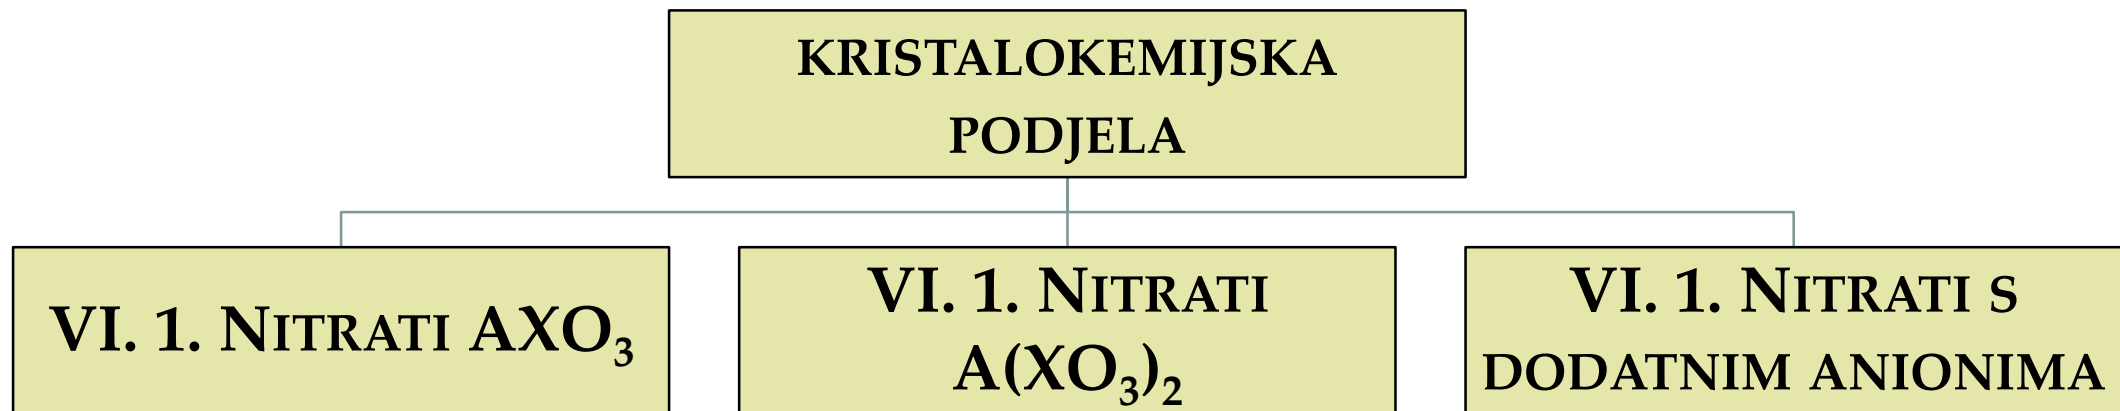 KRISTALOKEMIJSKA
PODJELA
VI. 1. NITRATI AXO₃
VI. 1. NITRATI
A(XO₃)₂
VI. 1. NITRATI S
DODATNIM ANIONIMA